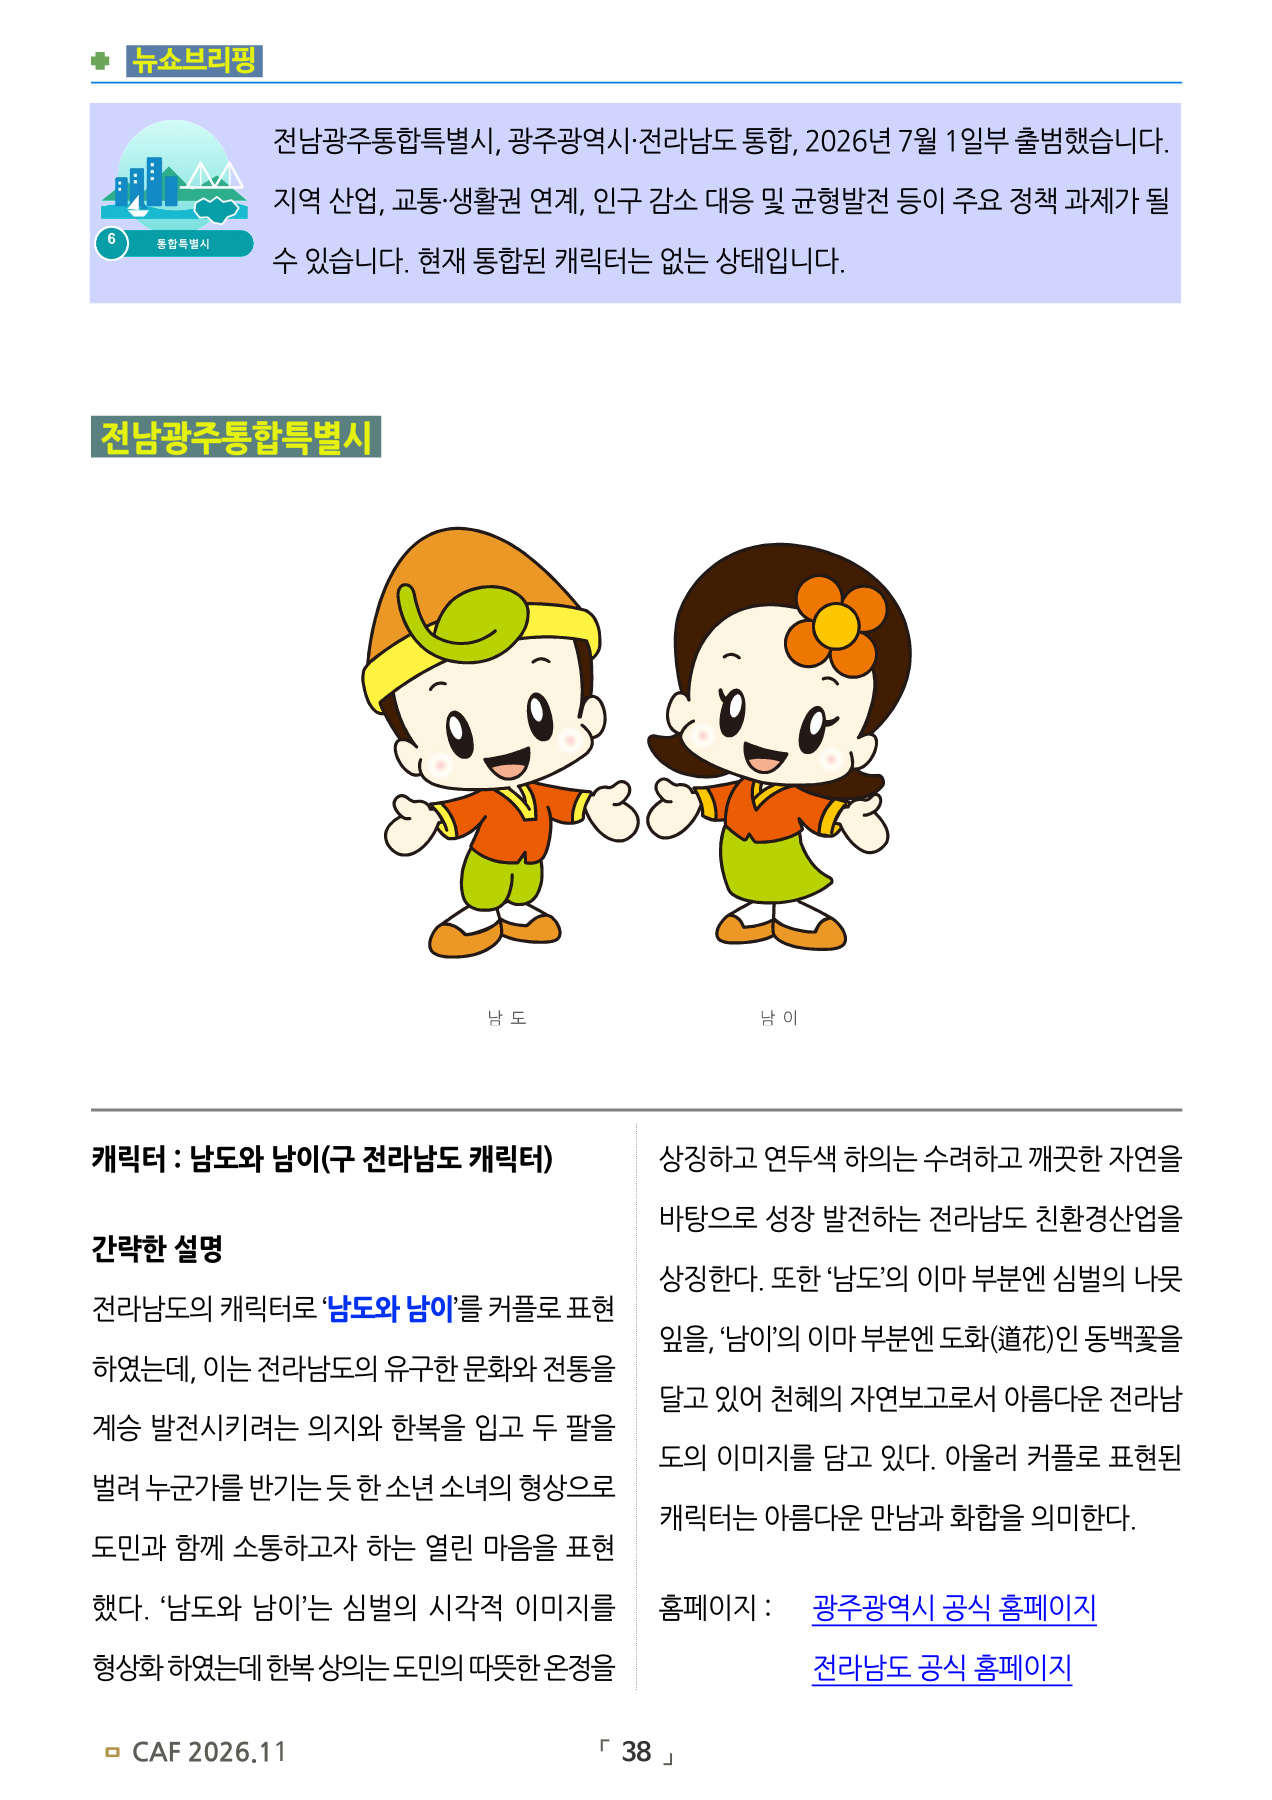 뉴쇼브리핑
전남광주통합특별시, 광주광역시·전라남도 통합, 2026년 7월 1일부 출범했습니다.
지역 산업, 교통·생활권 연계, 인구 감소 대응 및 균형발전 등이 주요 정책 과제가 될
수 있습니다. 현재 통합된 캐릭터는 없는 상태입니다.
6 통합특별시
전남광주통합특별시
남 도
남 이
캐릭터 : 남도와 남이(구 전라남도 캐릭터)
간략한 설명
전라남도의 캐릭터로 ‘남도와 남이’를 커플로 표현
하였는데, 이는 전라남도의 유구한 문화와 전통을
계승 발전시키려는 의지와 한복을 입고 두 팔을
벌려 누군가를 반기는 듯 한 소년 소녀의 형상으로
도민과 함께 소통하고자 하는 열린 마음을 표현
했다. ‘남도와 남이’는 심벌의 시각적 이미지를
형상화 하였는데 한복 상의는 도민의 따뜻한 온정을
상징하고 연두색 하의는 수려하고 깨끗한 자연을
바탕으로 성장 발전하는 전라남도 친환경산업을
상징한다. 또한 ‘남도’의 이마 부분엔 심벌의 나뭇
잎을, ‘남이’의 이마 부분엔 도화(道花)인 동백꽃을
달고 있어 천혜의 자연보고로서 아름다운 전라남
도의 이미지를 담고 있다. 아울러 커플로 표현된
캐릭터는 아름다운 만남과 화합을 의미한다.
홈페이지 : 광주광역시 공식 홈페이지
전라남도 공식 홈페이지
CAF 2026.11
「 38 」